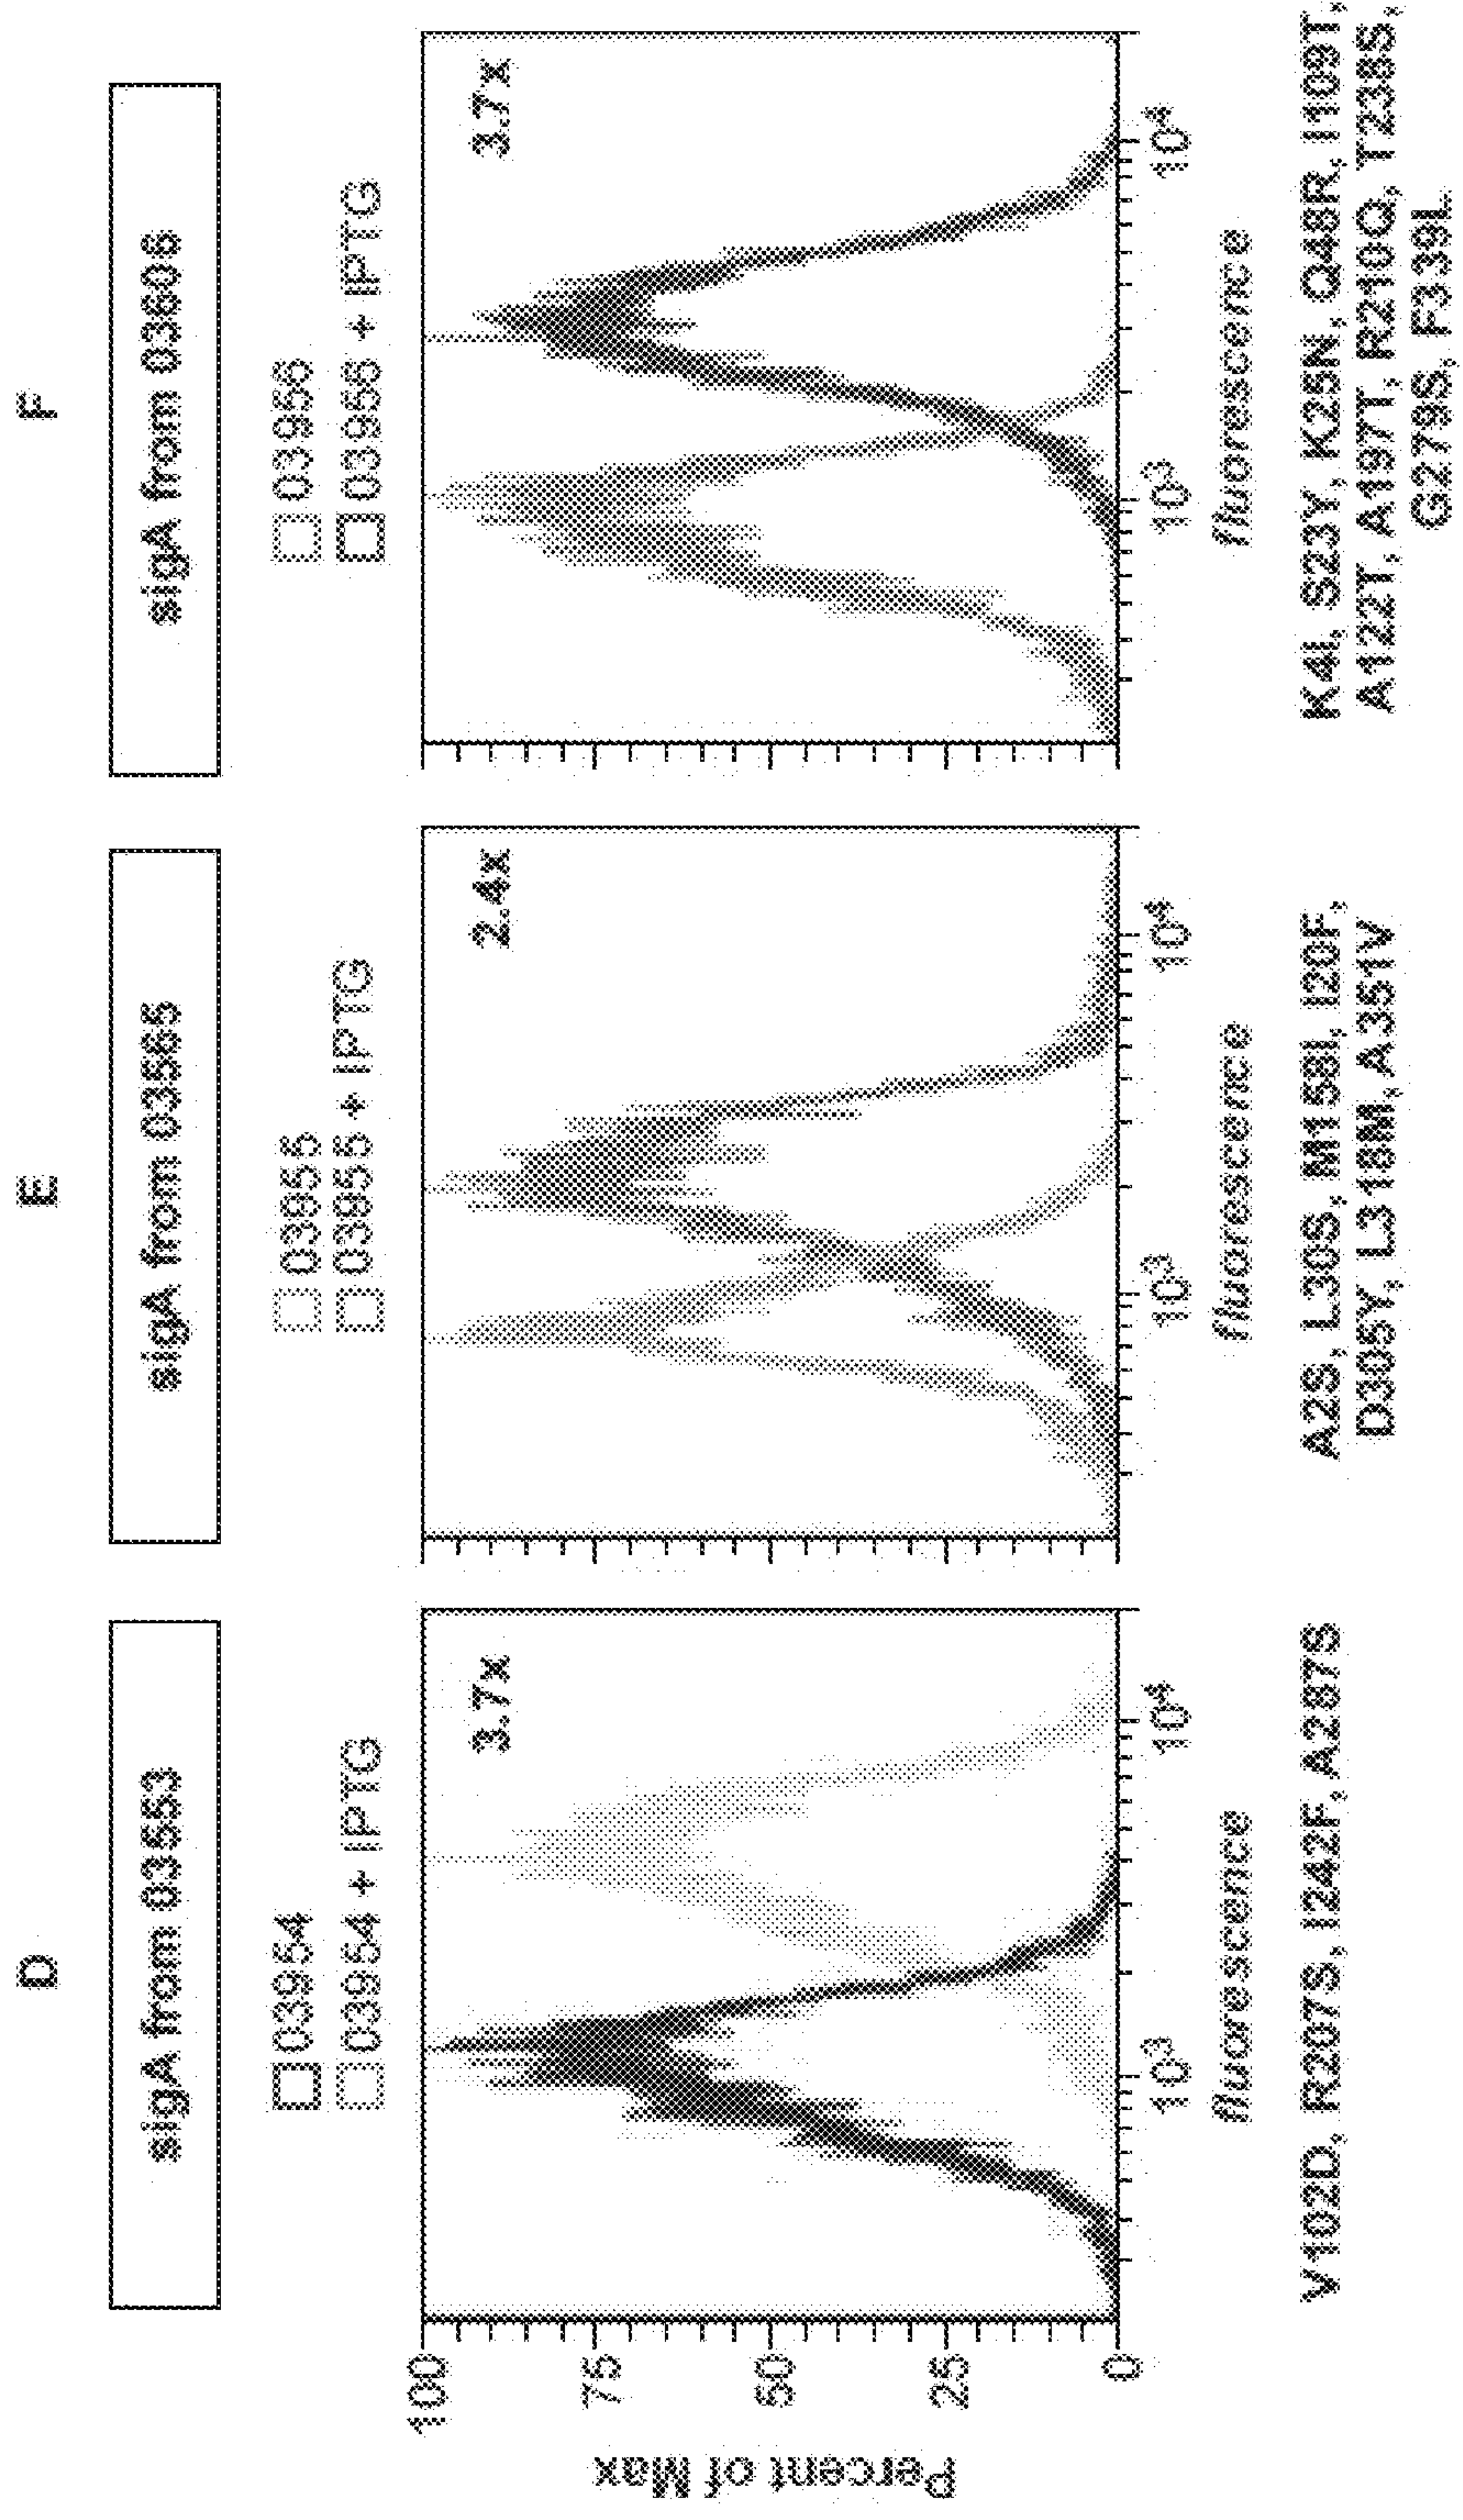 D
sigA from 03553
03954
03954 + IPTG
3.7x
Percent of Max
100
75
50
25
0
10³
10⁴
fluorescence
V102D, R207S, I242F, A287S
E
sigA from 03565
03955
03955 + IPTG
2.4x
10³
10⁴
fluorescence
A2S, L30S, M158I, I20F,
D305Y, L318M, A351V
F
sigA from 03606
03956
03956 + IPTG
3.7x
10³
10⁴
fluorescence
K4I, S23Y, K25N, Q48R, I109T,
A122T, A197T, R210Q, T238S,
G279S, F339L